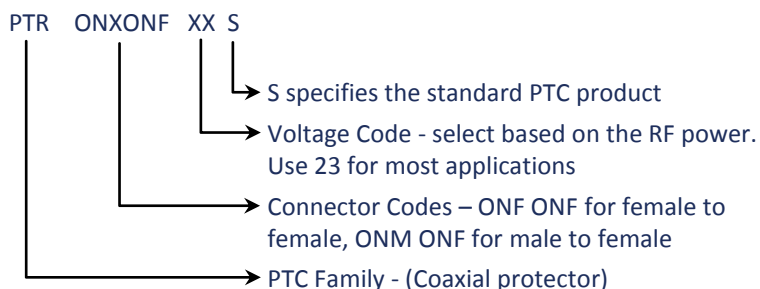 PTR ONXONF XX S
S specifies the standard PTC product
Voltage Code - select based on the RF power.
Use 23 for most applications
Connector Codes – ONF ONF for female to
female, ONM ONF for male to female
PTC Family - (Coaxial protector)